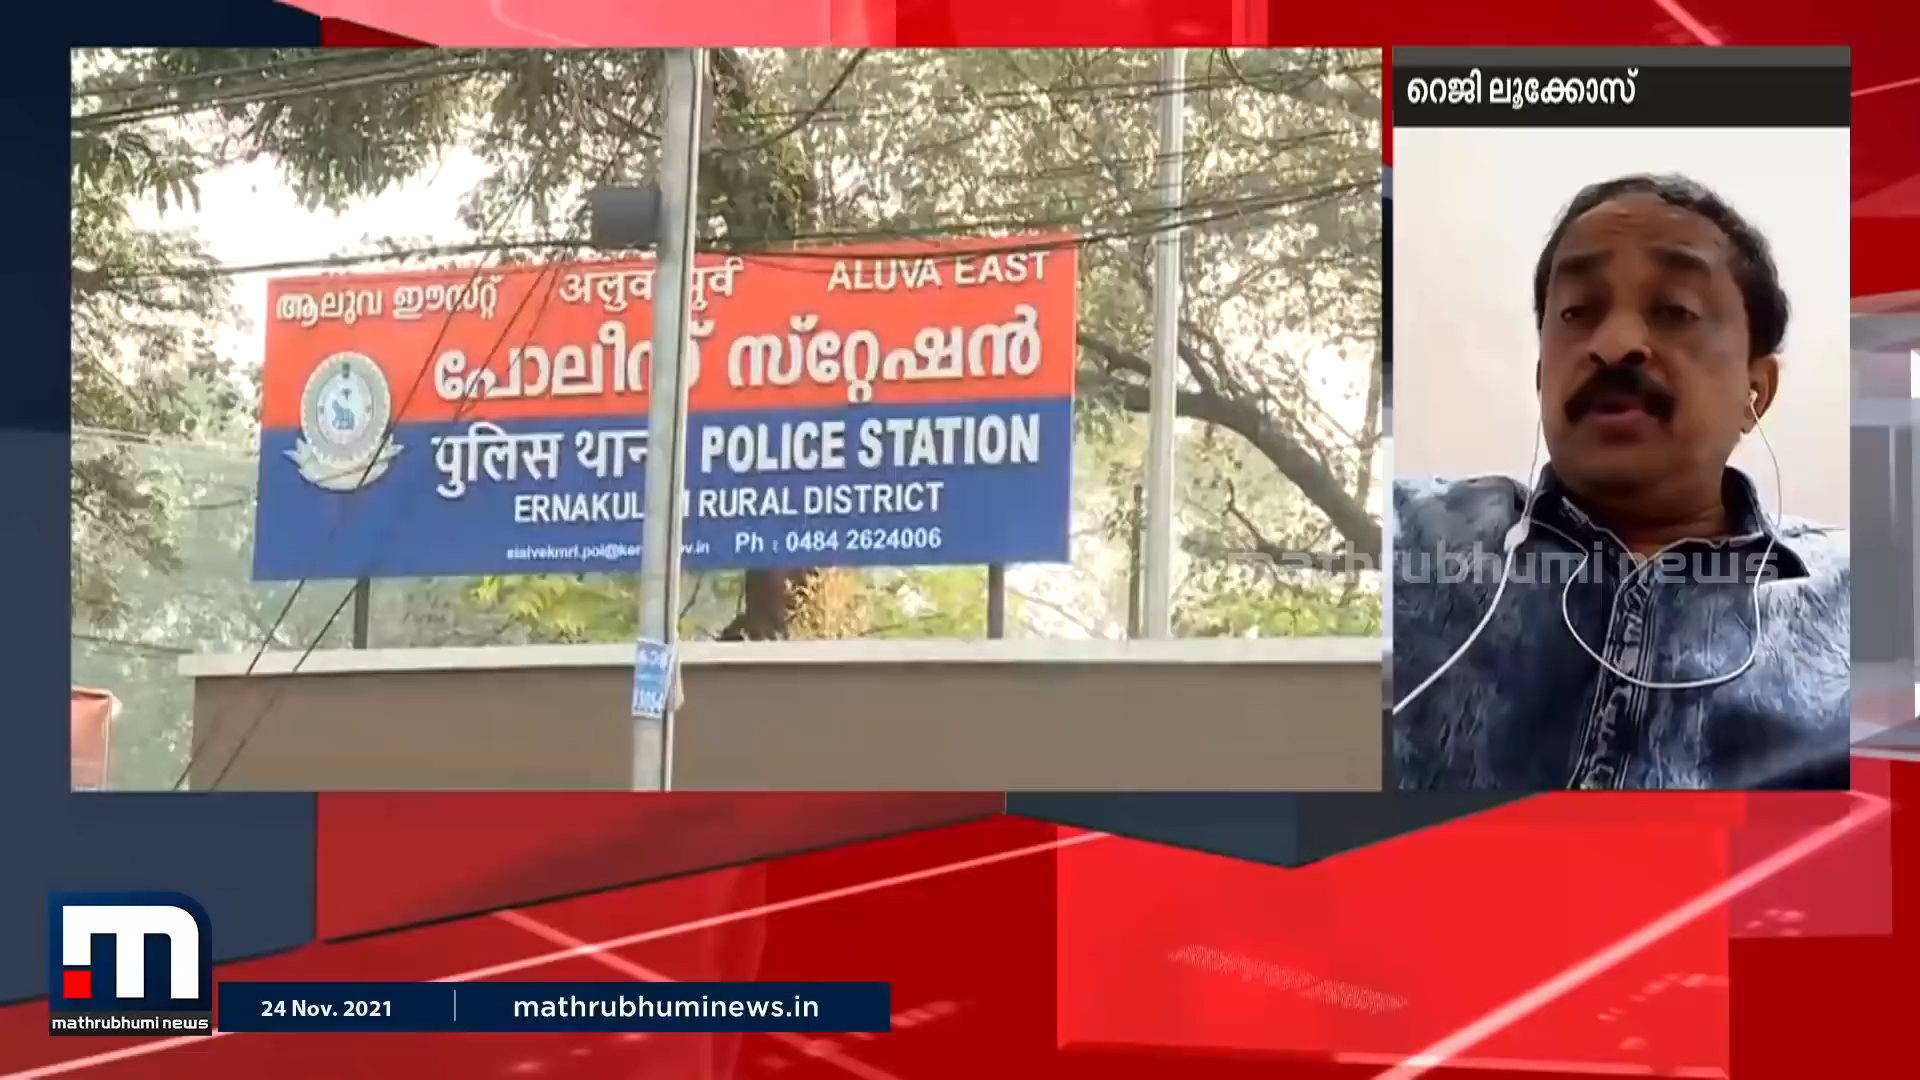 റെജി ലൂക്കോസ്
ആലുവ ഈസ്റ്റ് ALUVA EAST
പോലീസ് സ്റ്റേഷൻ
पुलिस POLICE STATION
RURAL DISTRICT
Ph : 0484 2624006
mathrubhumi news
24 Nov. 2021 mathrubhuminews.in
mathrubhumi news